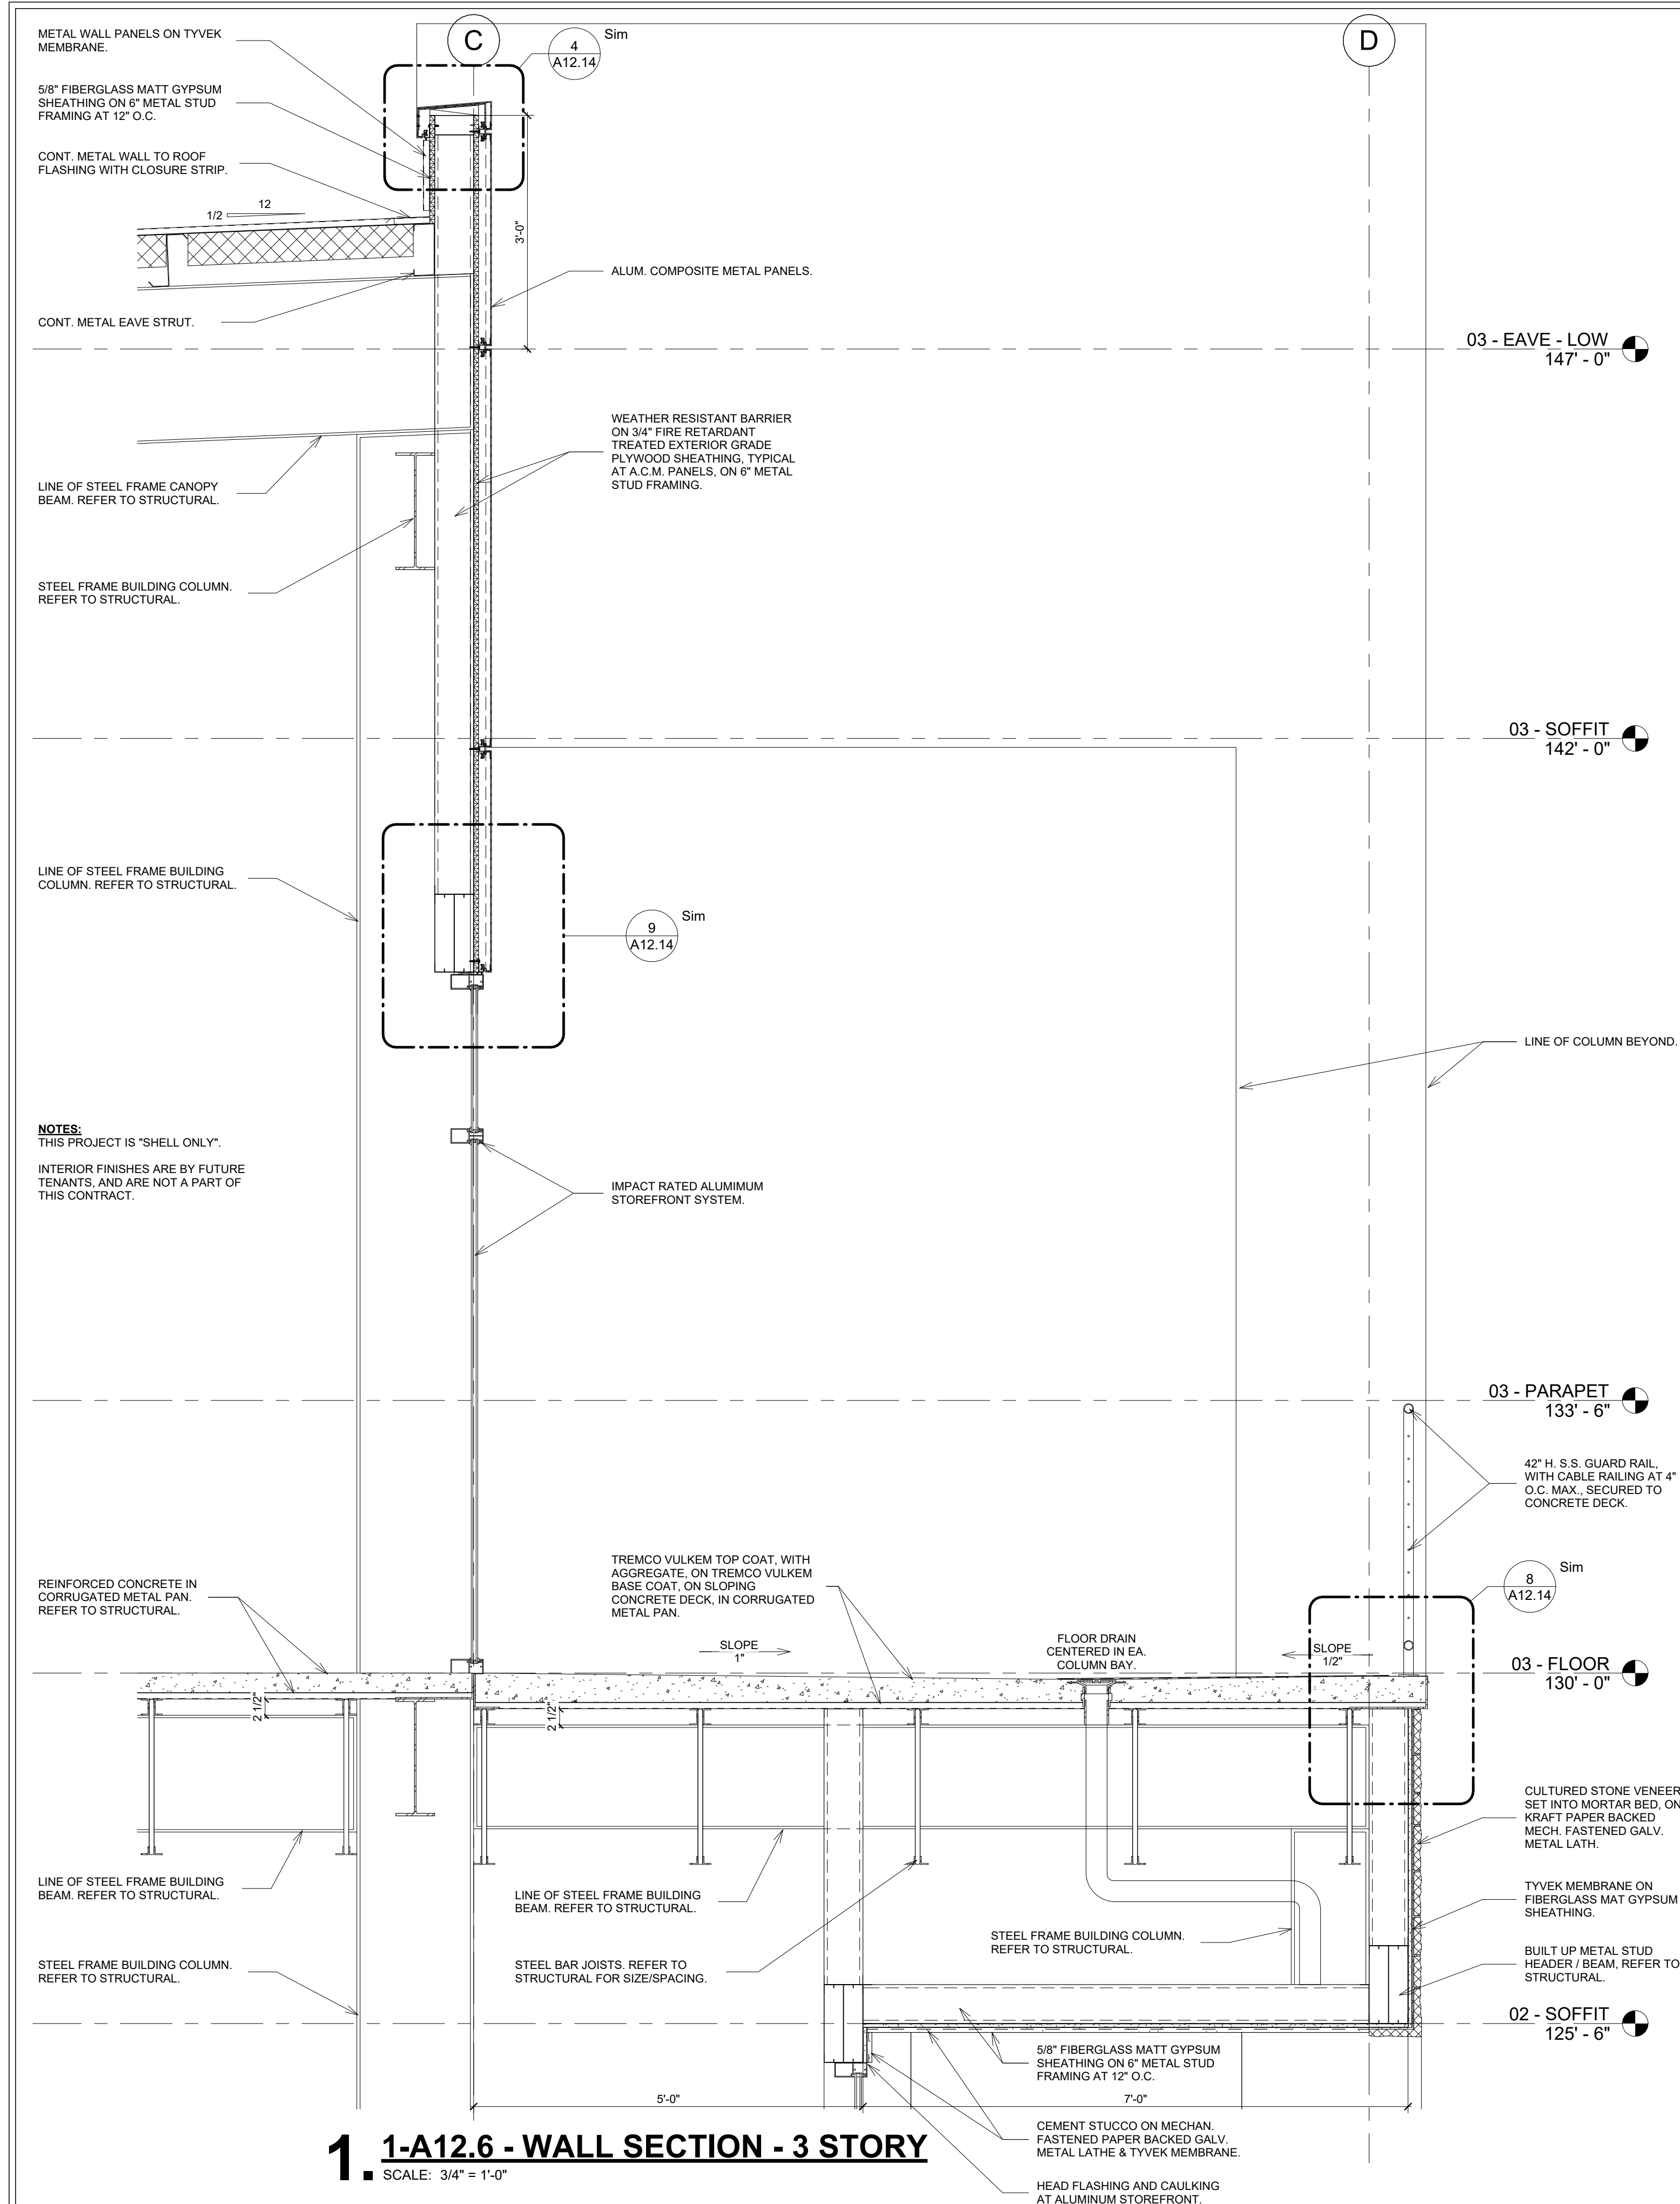 C
D
4
A12.14
Sim
METAL WALL PANELS ON TYVEK
MEMBRANE.
5/8" FIBERGLASS MATT GYPSUM
SHEATHING ON 6" METAL STUD
FRAMING AT 12" O.C.
CONT. METAL WALL TO ROOF
FLASHING WITH CLOSURE STRIP.
12
1/2
3'-0"
ALUM. COMPOSITE METAL PANELS.
CONT. METAL EAVE STRUT.
03 - EAVE - LOW
147' - 0"
WEATHER RESISTANT BARRIER
ON 3/4" FIRE RETARDANT
TREATED EXTERIOR GRADE
PLYWOOD SHEATHING, TYPICAL
AT A.C.M. PANELS, ON 6" METAL
STUD FRAMING.
LINE OF STEEL FRAME CANOPY
BEAM. REFER TO STRUCTURAL.
STEEL FRAME BUILDING COLUMN.
REFER TO STRUCTURAL.
03 - SOFFIT
142' - 0"
LINE OF STEEL FRAME BUILDING
COLUMN. REFER TO STRUCTURAL.
9
A12.14
Sim
LINE OF COLUMN BEYOND.
NOTES:
THIS PROJECT IS "SHELL ONLY".
INTERIOR FINISHES ARE BY FUTURE
TENANTS, AND ARE NOT A PART OF
THIS CONTRACT.
IMPACT RATED ALUMIMUM
STOREFRONT SYSTEM.
03 - PARAPET
133' - 6"
42" H. S.S. GUARD RAIL,
WITH CABLE RAILING AT 4"
O.C. MAX., SECURED TO
CONCRETE DECK.
REINFORCED CONCRETE IN
CORRUGATED METAL PAN.
REFER TO STRUCTURAL.
TREMCO VULKEM TOP COAT, WITH
AGGREGATE, ON TREMCO VULKEM
BASE COAT, ON SLOPING
CONCRETE DECK, IN CORRUGATED
METAL PAN.
8
A12.14
Sim
SLOPE
1"
FLOOR DRAIN
CENTERED IN EA.
COLUMN BAY.
SLOPE
1/2"
03 - FLOOR
130' - 0"
2 1/2"
2 1/2"
CULTURED STONE VENEER
SET INTO MORTAR BED, ON
KRAFT PAPER BACKED
MECH. FASTENED GALV.
METAL LATH.
LINE OF STEEL FRAME BUILDING
BEAM. REFER TO STRUCTURAL.
LINE OF STEEL FRAME BUILDING
BEAM. REFER TO STRUCTURAL.
TYVEK MEMBRANE ON
FIBERGLASS MAT GYPSUM
SHEATHING.
STEEL FRAME BUILDING COLUMN.
REFER TO STRUCTURAL.
STEEL FRAME BUILDING COLUMN.
REFER TO STRUCTURAL.
STEEL BAR JOISTS. REFER TO
STRUCTURAL FOR SIZE/SPACING.
BUILT UP METAL STUD
HEADER / BEAM, REFER TO
STRUCTURAL.
02 - SOFFIT
125' - 6"
5/8" FIBERGLASS MATT GYPSUM
SHEATHING ON 6" METAL STUD
FRAMING AT 12" O.C.
5'-0"
7'-0"
CEMENT STUCCO ON MECHAN.
FASTENED PAPER BACKED GALV.
METAL LATHE & TYVEK MEMBRANE.
HEAD FLASHING AND CAULKING
AT ALUMINUM STOREFRONT.
1. 1-A12.6 - WALL SECTION - 3 STORY
SCALE: 3/4" = 1'-0"